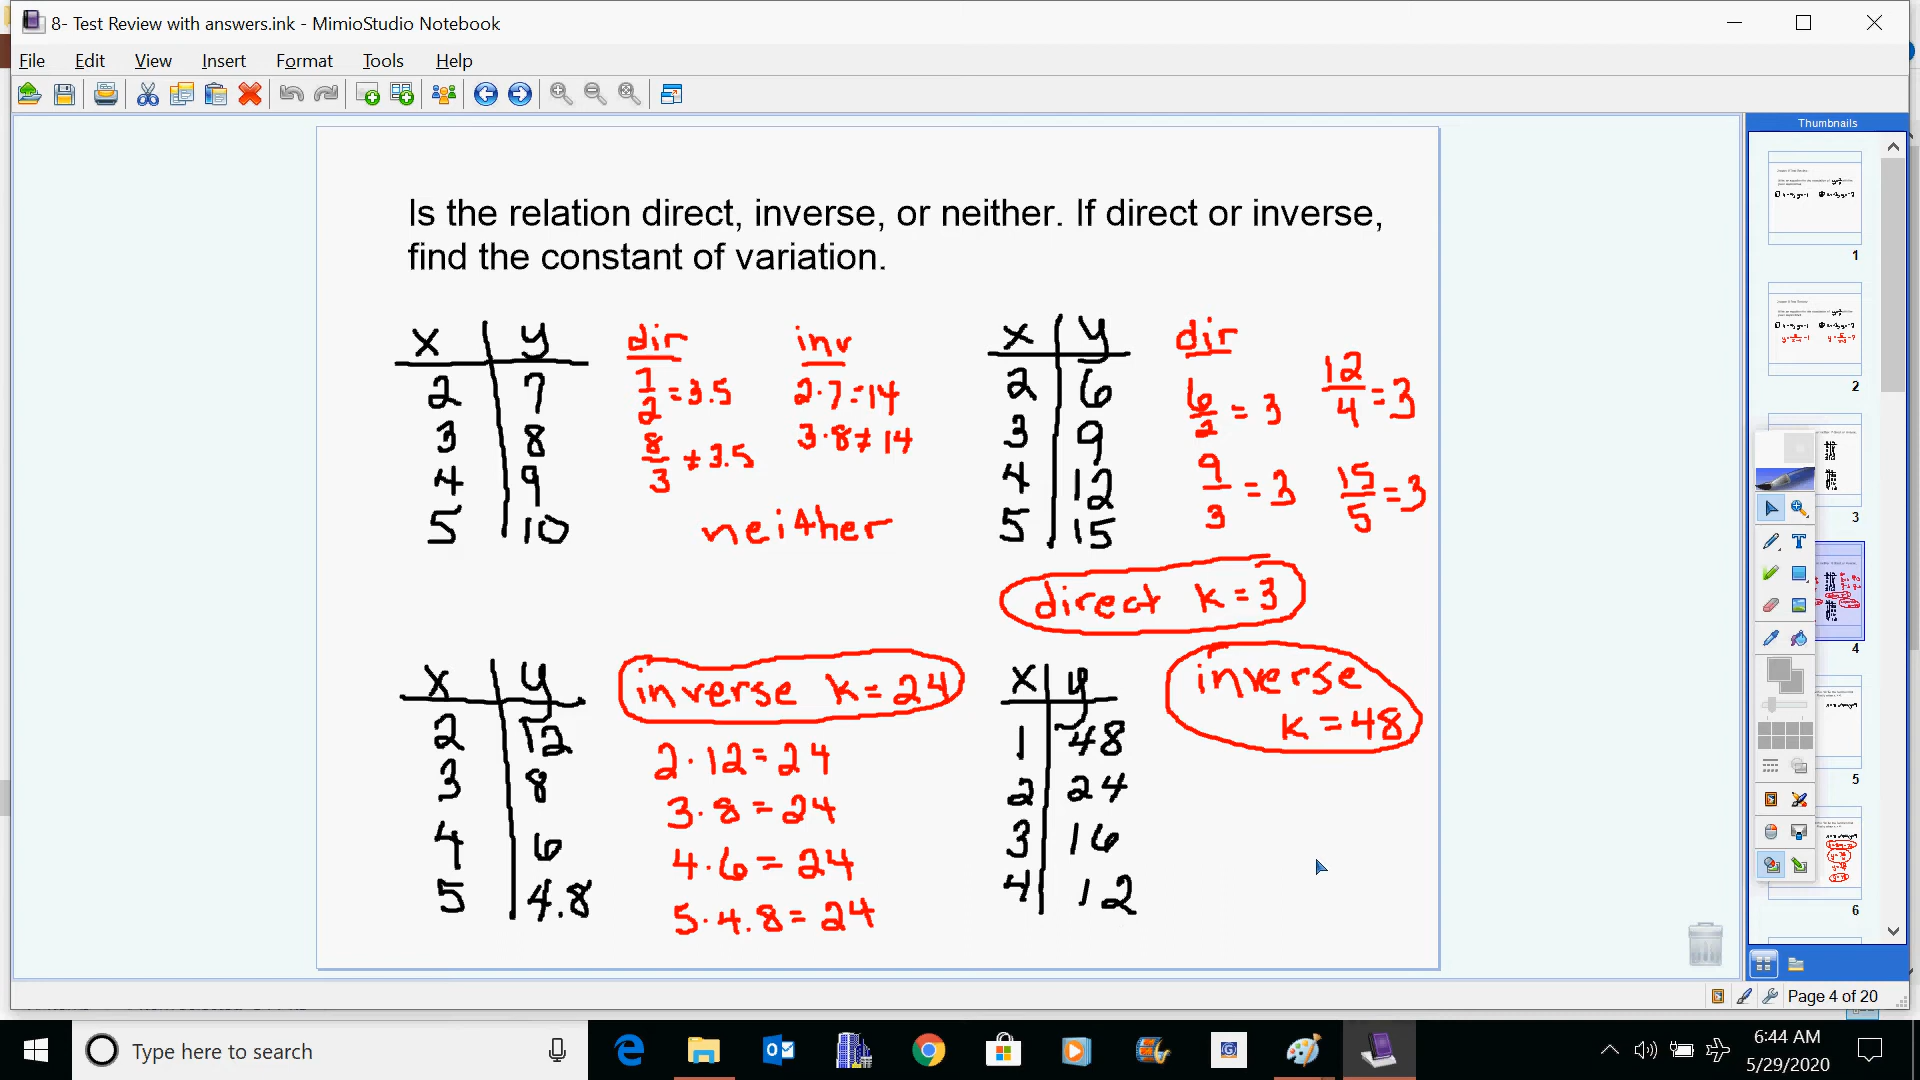 8- Test Review with answers.ink - MimioStudio Notebook
File Edit View Insert Format Tools Help
Thumbnails
Is the relation direct, inverse, or neither. If direct or inverse,
find the constant of variation.
x y
2 7
3 8
4 9
5 10
dir
7/2 = 3.5
8/3 ≠ 3.5
inv
2·7=14
3·8≠14
neither
x y
2 6
3 9
4 12
5 15
dir
6/2 = 3
12/4 = 3
9/3 = 3
15/5 = 3
direct k=3
x y
2 12
3 8
4 6
5 4.8
inverse k=24
2·12=24
3·8=24
4·6=24
5·4.8=24
x y
1 48
2 24
3 16
4 12
inverse
k=48
1
2
3
4
5
6
Page 4 of 20
Type here to search
6:44 AM
5/29/2020